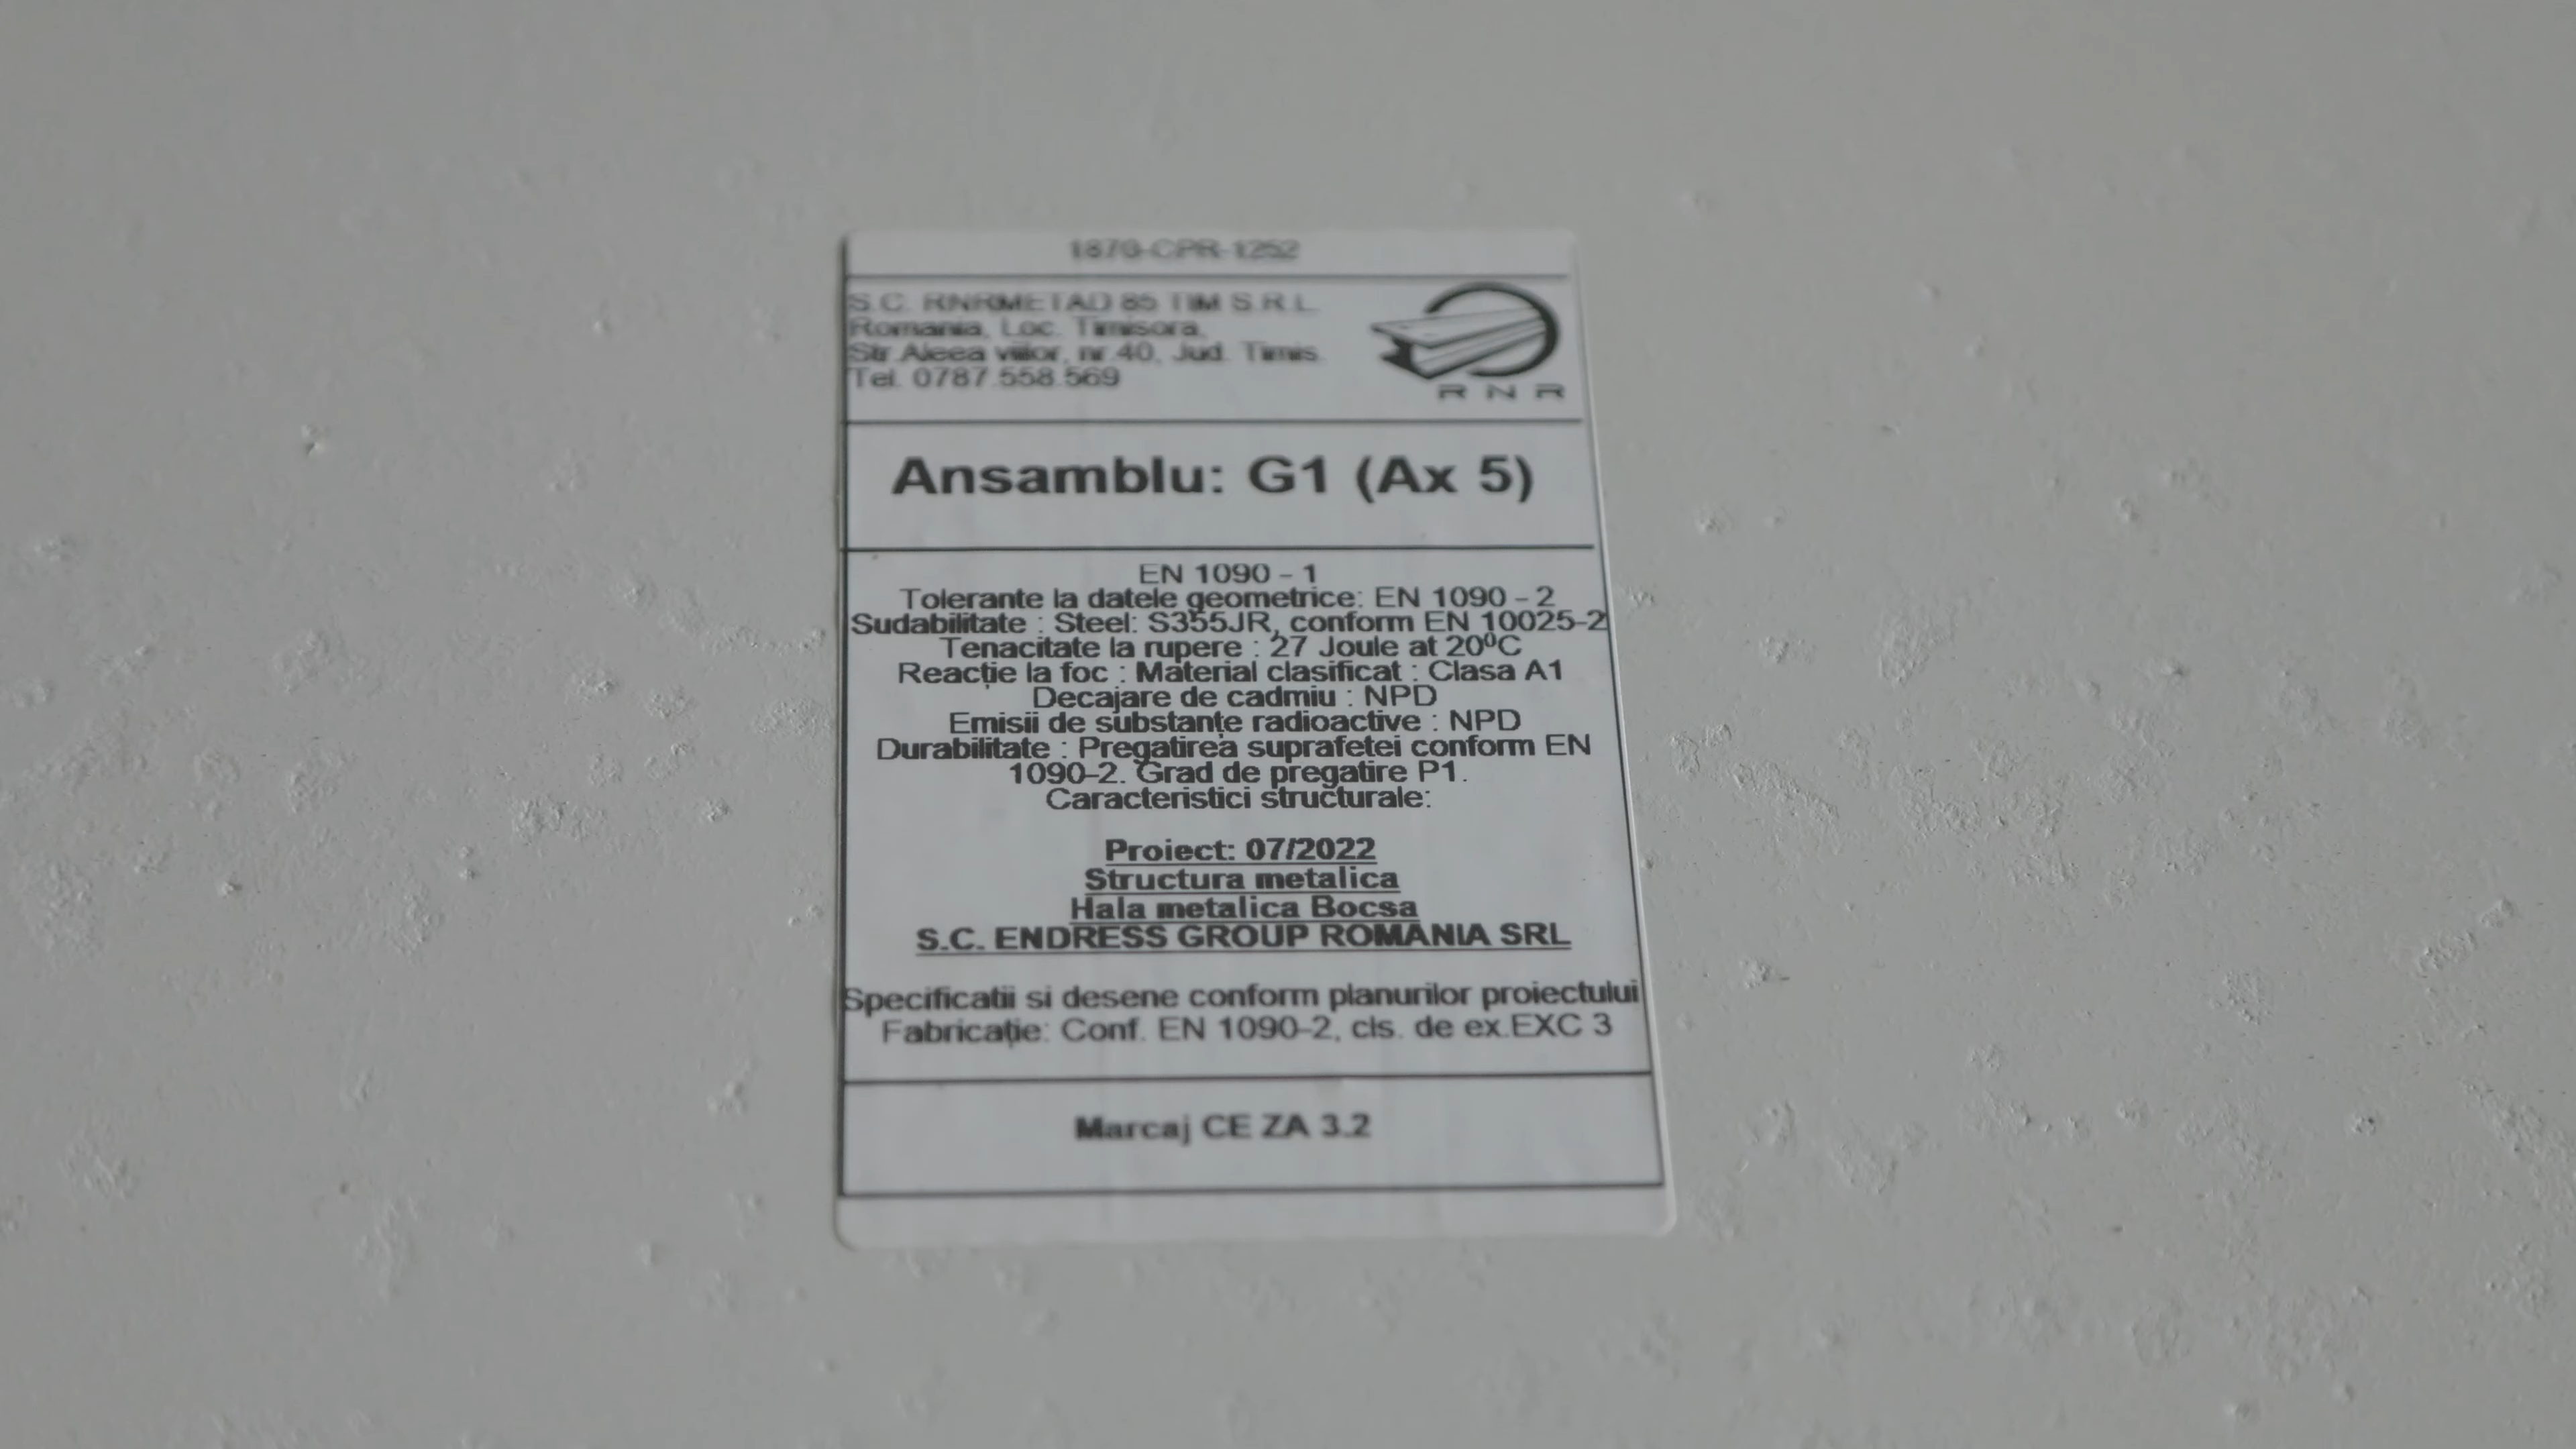 1870-CPR-1252
S.C. RNRMETAD 85 TIM S.R.L.
Romania, Loc. Timisora,
Str.Aleea viilor, nr.40, Jud. Timis.
Tel. 0787.558.569
R N R
Ansamblu: G1 (Ax 5)
EN 1090 - 1
Tolerante la datele geometrice: EN 1090 - 2
Sudabilitate : Steel: S355JR, conform EN 10025-2
Tenacitate la rupere : 27 Joule at 20⁰C
Reacție la foc : Material clasificat : Clasa A1
Decajare de cadmiu : NPD
Emisii de substanțe radioactive : NPD
Durabilitate : Pregatirea suprafetei conform EN
1090-2. Grad de pregatire P1.
Caracteristici structurale:
Proiect: 07/2022
Structura metalica
Hala metalica Bocsa
S.C. ENDRESS GROUP ROMANIA SRL
Specificatii si desene conform planurilor proiectului
Fabricație: Conf. EN 1090-2, cls. de ex.EXC 3
Marcaj CE ZA 3.2